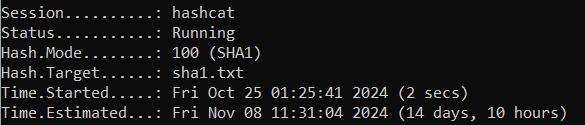 Session..........: hashcat
Status...........: Running
Hash.Mode........: 100 (SHA1)
Hash.Target......: sha1.txt
Time.Started.....: Fri Oct 25 01:25:41 2024 (2 secs)
Time.Estimated...: Fri Nov 08 11:31:04 2024 (14 days, 10 hours)